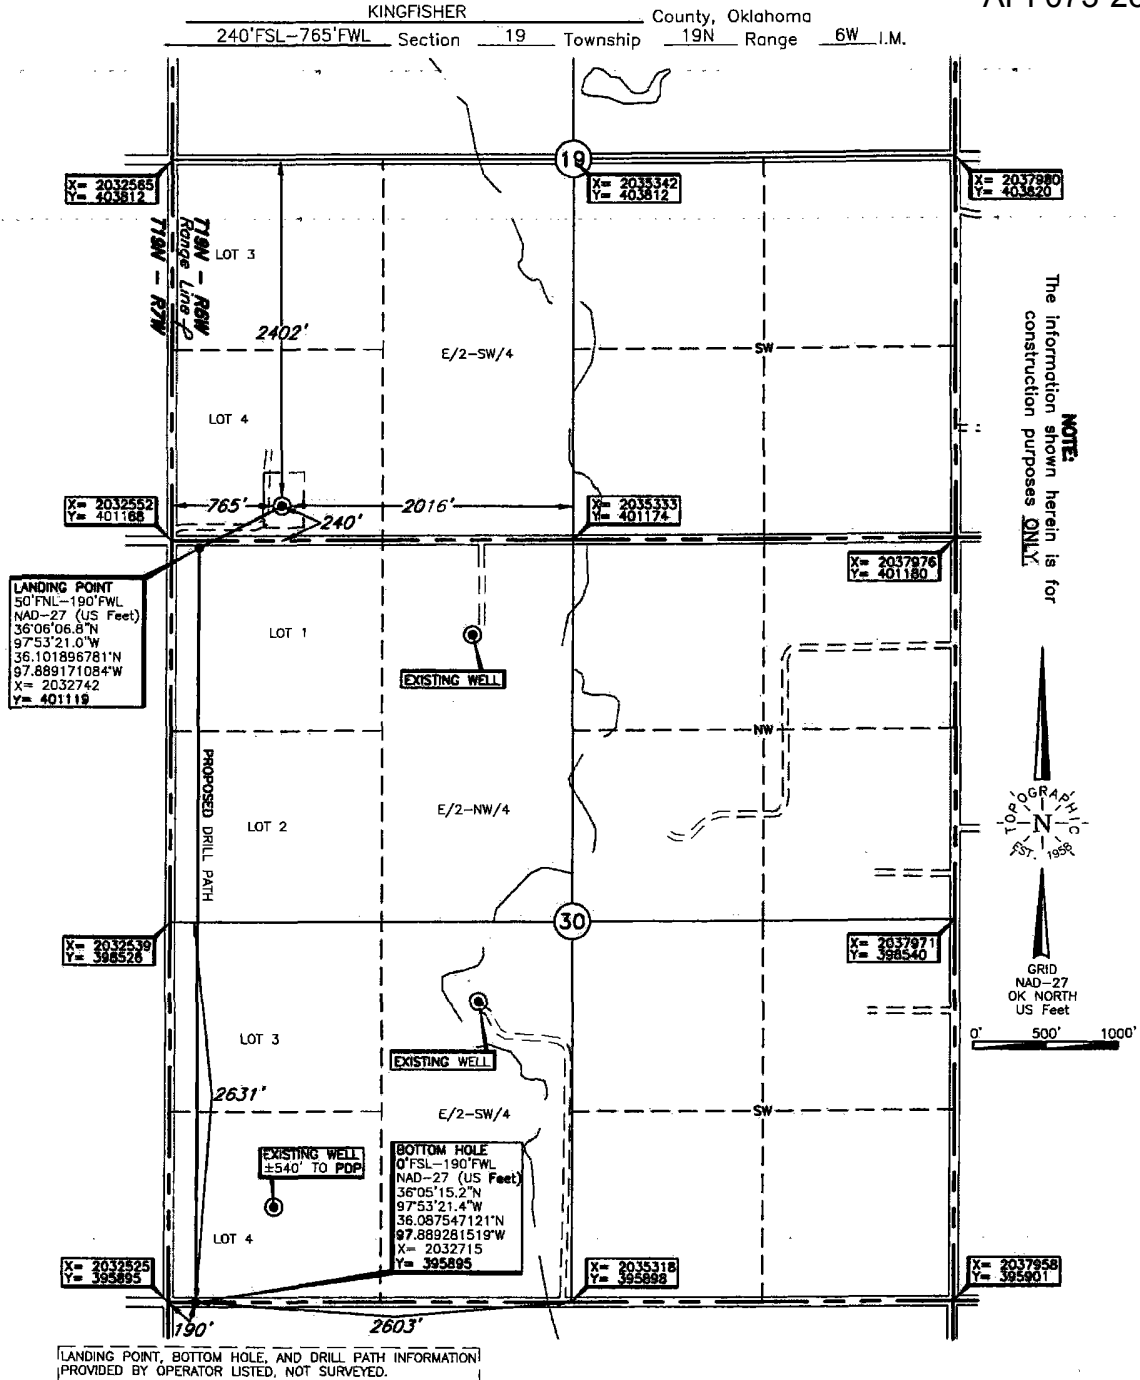 KINGFISHER County, Oklahoma
240'FSL-765'FWL Section 19 Township 19N Range 6W I.M.
19
X= 2032565
Y= 403812
X= 2035342
Y= 403812
X= 2037980
Y= 403820
T19N - R6W
Range Line
T19N - R7W
LOT 3
2402'
E/2-SW/4
SW
LOT 4
NOTE:
The information shown herein is for
construction purposes ONLY.
X= 2032552
Y= 401168
765'
2016'
240'
X= 2035333
Y= 401174
X= 2037976
Y= 401180
LANDING POINT
50'FNL-190'FWL
NAD-27 (US Feet)
36°06'06.8"N
97°53'21.0"W
36.101896781°N
97.889171084°W
X= 2032742
Y= 401119
LOT 1
EXISTING WELL
NW
PROPOSED DRILL PATH
LOT 2
E/2-NW/4
TOPOGRAPHIC
N
EST. 1958
30
X= 2032539
Y= 398528
X= 2037971
Y= 398540
GRID
NAD-27
OK NORTH
US Feet
0' 500' 1000'
LOT 3
EXISTING WELL
2631'
E/2-SW/4
SW
EXISTING WELL
±540' TO PDP
BOTTOM HOLE
0'FSL-190'FWL
NAD-27 (US Feet)
36°05'15.2"N
97°53'21.4"W
36.087547121°N
97.889281519°W
X= 2032715
Y= 395895
LOT 4
X= 2032525
Y= 395895
X= 2035318
Y= 395898
X= 2037958
Y= 395901
190'
2603'
LANDING POINT, BOTTOM HOLE, AND DRILL PATH INFORMATION
PROVIDED BY OPERATOR LISTED, NOT SURVEYED.